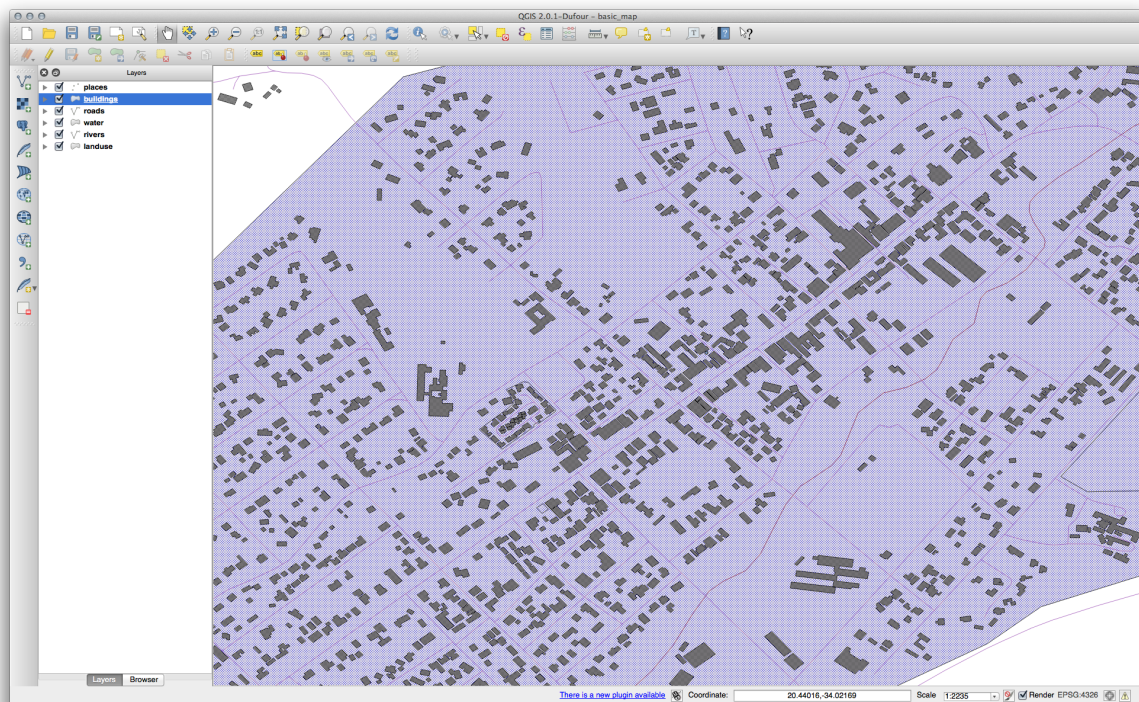 QGIS 2.0.1-Dufour - basic_map
Layers
places
buildings
roads
water
rivers
landuse
Layers Browser
There is a new plugin available Coordinate: 20.44016,-34.02169 Scale 1:2235 Render EPSG:4326